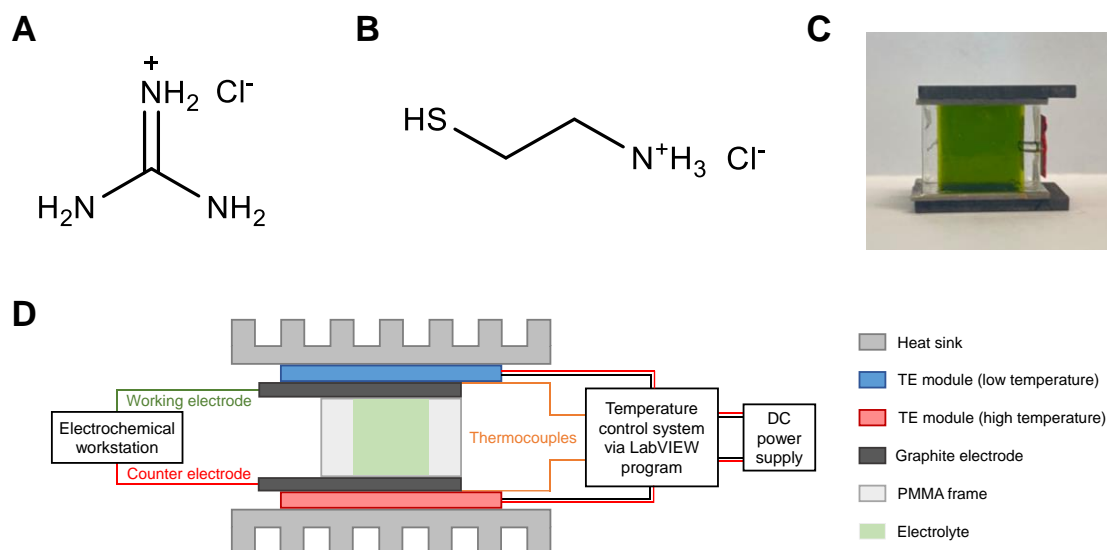 A
B
C
+
NH₂ Cl⁻
H₂N
NH₂
HS
N⁺H₃ Cl⁻
D
Working electrode
Electrochemical
workstation
Counter electrode
Thermocouples
Temperature
control system
via LabVIEW
program
DC
power
supply
Heat sink
TE module (low temperature)
TE module (high temperature)
Graphite electrode
PMMA frame
Electrolyte